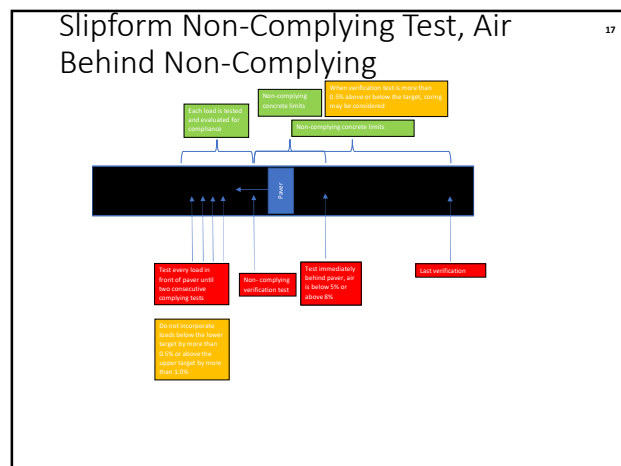 Slipform Non-Complying Test, Air
Behind Non-Complying
17
When verification test is more than
0.5% above or below the target, coring
may be considered
Non-complying
concrete limits
Each load is tested
and evaluated for
compliance
Non-complying concrete limits
Paver
Test every load in
front of paver until
two consecutive
complying tests
Non- complying
verification test
Test immediately
behind paver, air
is below 5% or
above 8%
Last verification
Do not incorporate
loads below the lower
target by more than
0.5% or above the
upper target by more
than 1.0%